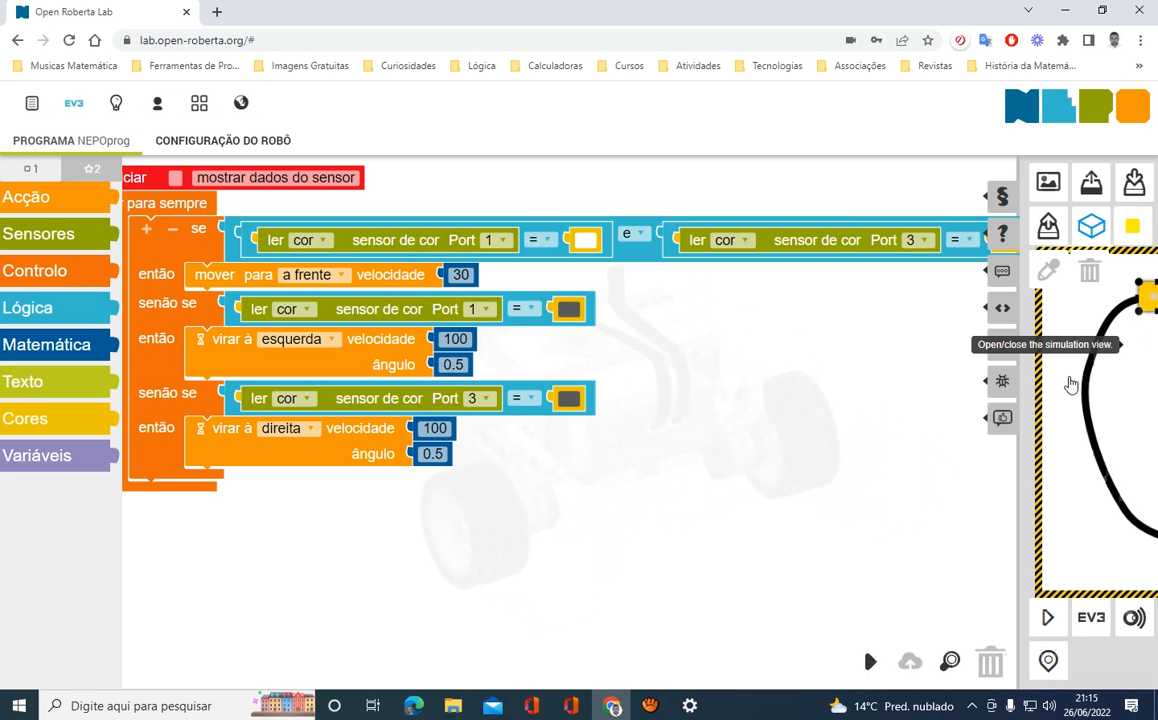 Open Roberta Lab
lab.open-roberta.org/#
Musicas Matemática
Ferramentas de Pro...
Imagens Gratuitas
Curiosidades
Lógica
Calculadoras
Cursos
Atividades
Tecnologias
Associações
Revistas
História da Matemá...
»
EV3
PROGRAMA NEPOprog
CONFIGURAÇÃO DO ROBÔ
1
2
Acção
Sensores
Controlo
Lógica
Matemática
Texto
Cores
Variáveis
ciar mostrar dados do sensor
para sempre
+ − se ler cor sensor de cor Port 1 = e ler cor sensor de cor Port 3 =
então mover para a frente velocidade 30
senão se ler cor sensor de cor Port 1 =
então virar à esquerda velocidade 100
ângulo 0.5
senão se ler cor sensor de cor Port 3 =
então virar à direita velocidade 100
ângulo 0.5
§
?
Open/close the simulation view.
EV3
Digite aqui para pesquisar
14°C Pred. nublado
21:15
26/06/2022